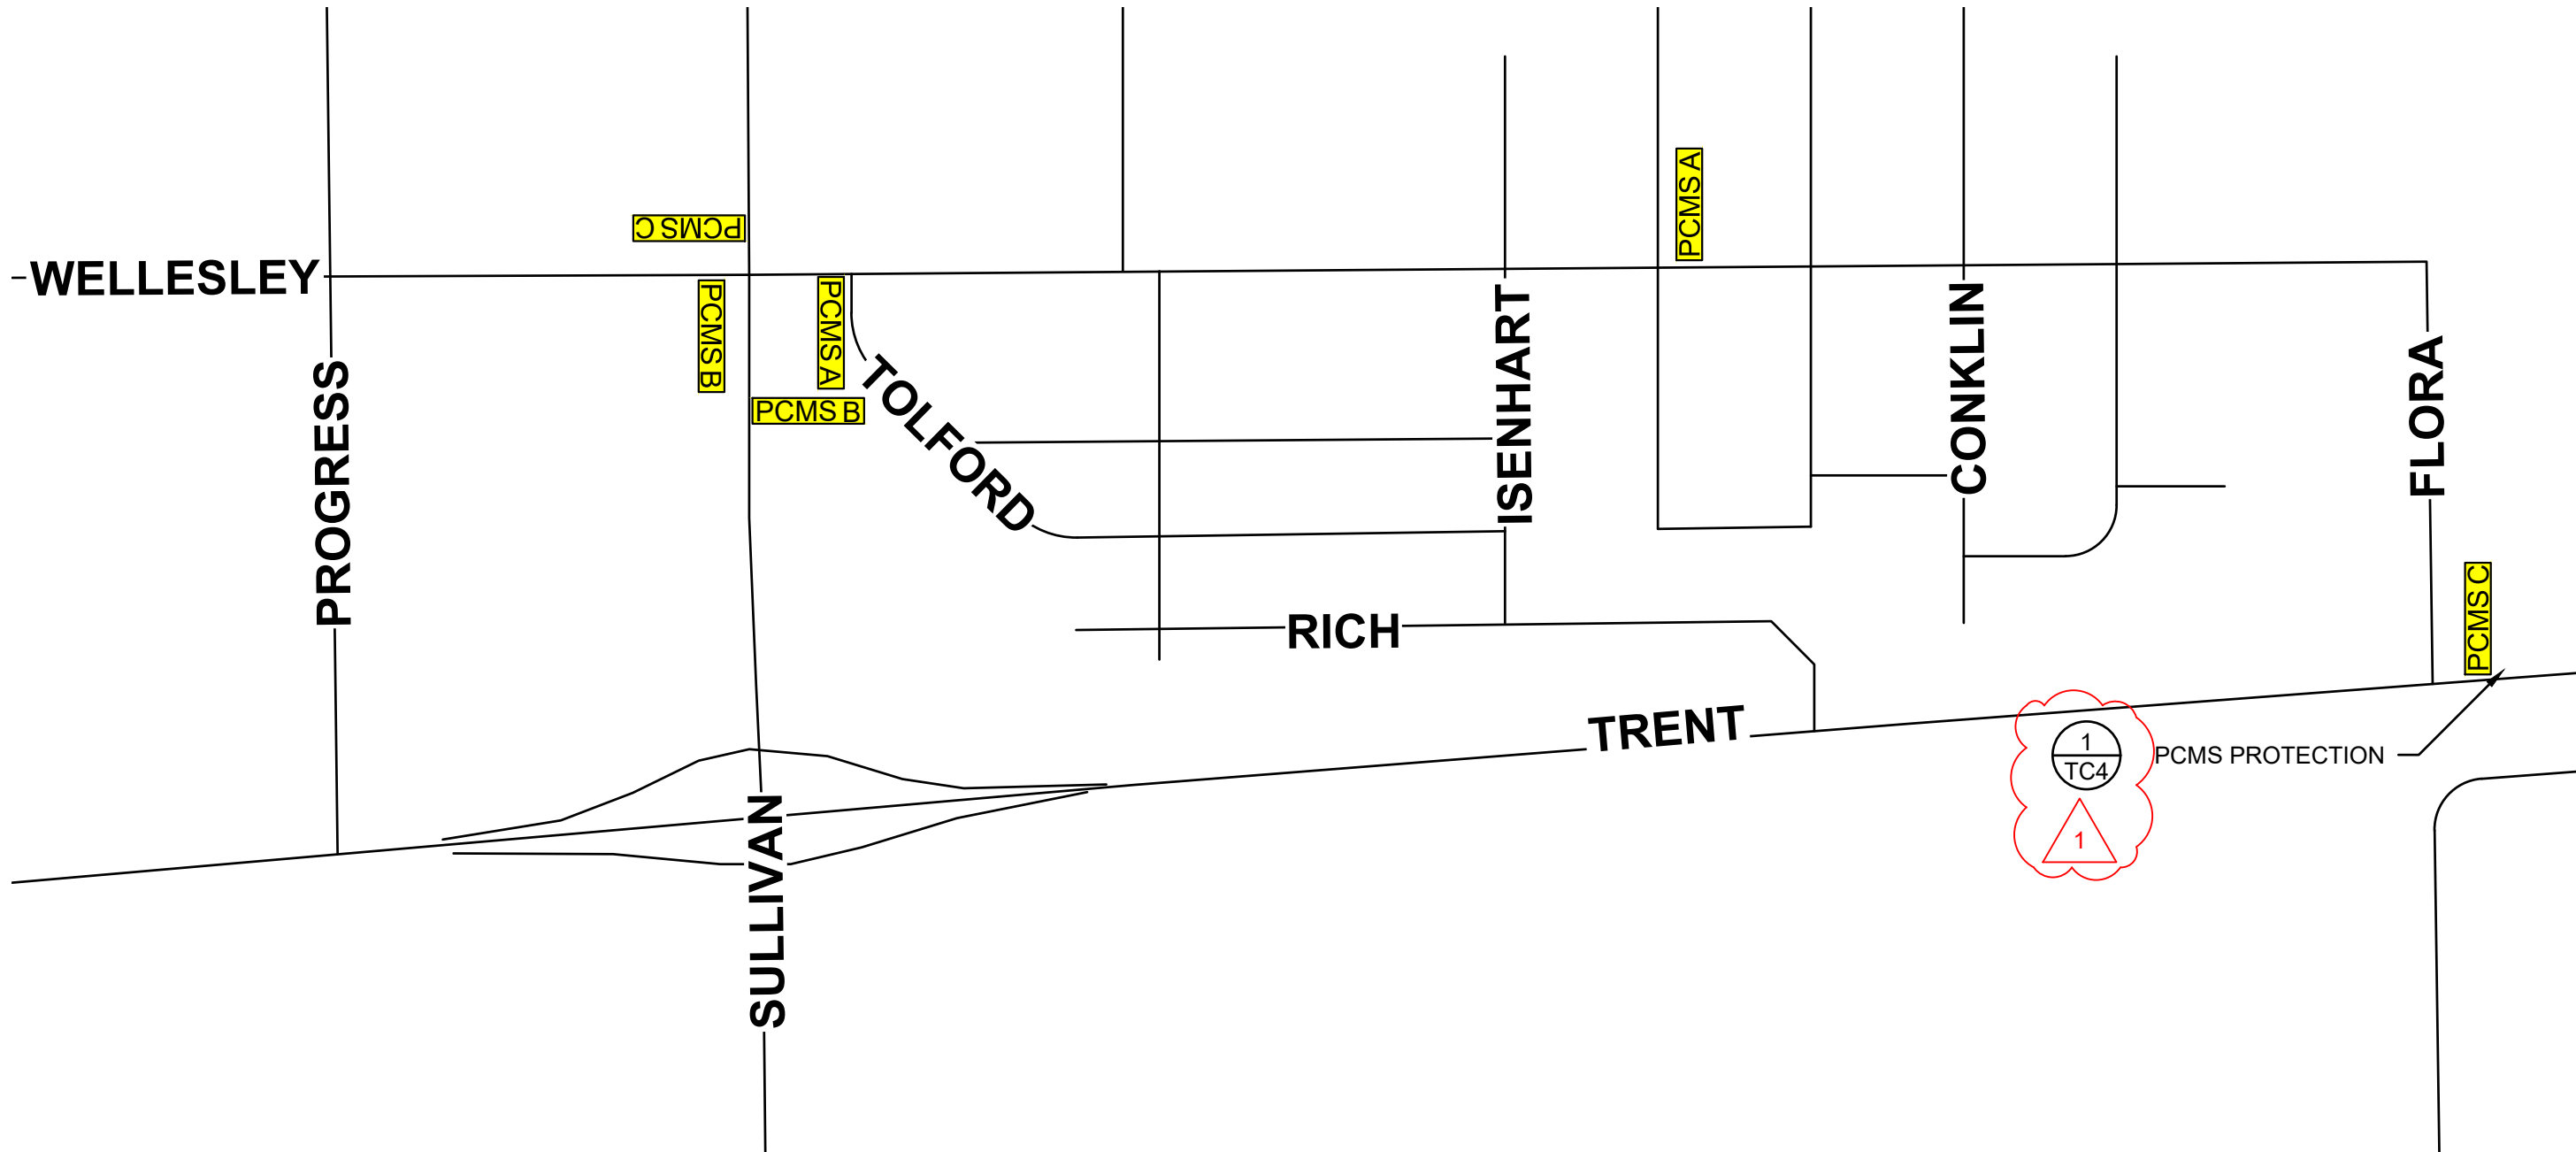 PCMS A
PCMS C
WELLESLEY
PCMS B
PCMS A
PCMS B
TOLFORD
ISENHART
CONKLIN
FLORA
PROGRESS
RICH
PCMS C
TRENT
1
TC4
PCMS PROTECTION
1
SULLIVAN